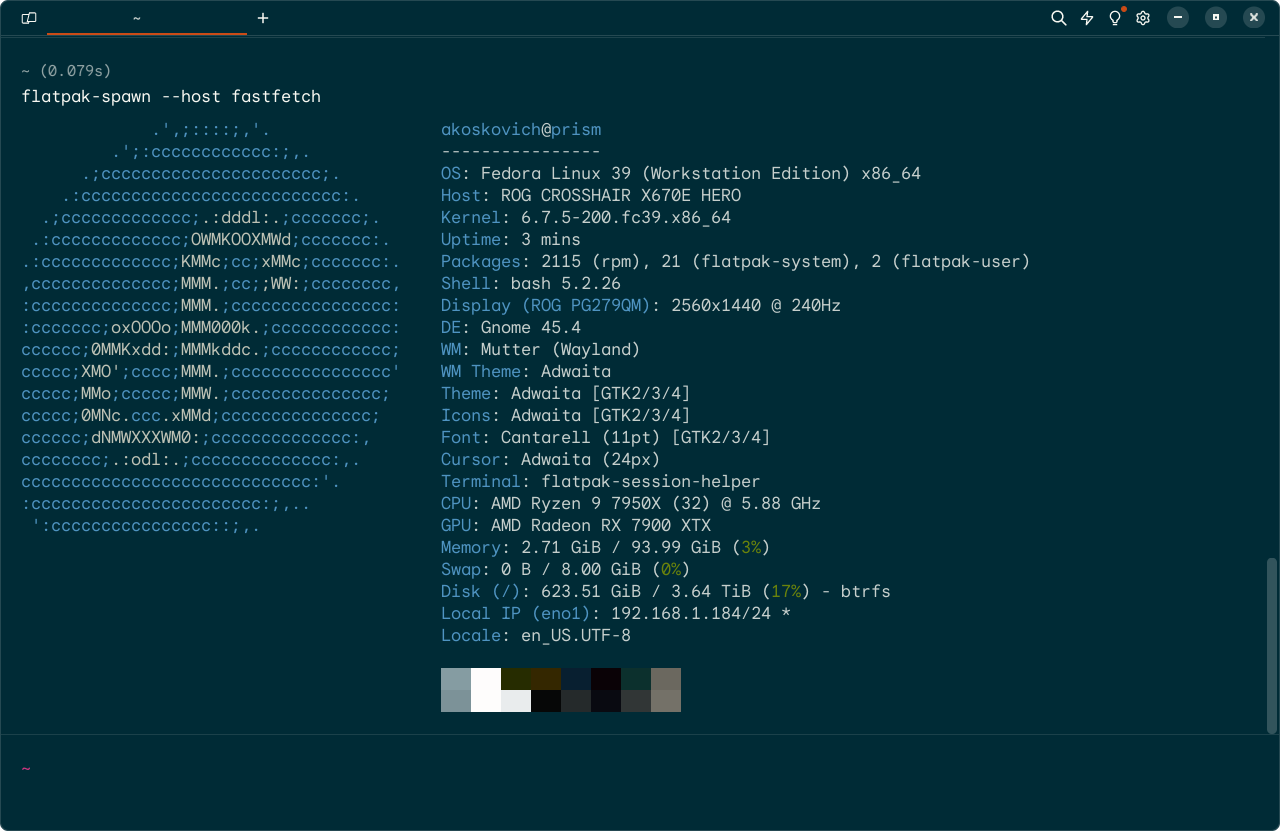 ~
~ (0.079s)
flatpak-spawn --host fastfetch
             .',;::::;,'.                 akoskovich@prism
         .';:cccccccccccc:;,.             ----------------
      .;cccccccccccccccccccccc;.          OS: Fedora Linux 39 (Workstation Edition) x86_64
    .:cccccccccccccccccccccccccc:.        Host: ROG CROSSHAIR X670E HERO
  .;ccccccccccccc;.:dddl:.;ccccccc;.      Kernel: 6.7.5-200.fc39.x86_64
 .:ccccccccccccc;OWMKOOXMWd;ccccccc:.     Uptime: 3 mins
.:ccccccccccccc;KMMc;cc;xMMc;ccccccc:.    Packages: 2115 (rpm), 21 (flatpak-system), 2 (flatpak-user)
,cccccccccccccc;MMM.;cc;;WW:;cccccccc,    Shell: bash 5.2.26
:cccccccccccccc;MMM.;cccccccccccccccc:    Display (ROG PG279QM): 2560x1440 @ 240Hz
:ccccccc;oxOOOo;MMM000k.;cccccccccccc:    DE: Gnome 45.4
cccccc;0MMKxdd:;MMMkddc.;cccccccccccc;    WM: Mutter (Wayland)
ccccc;XMO';cccc;MMM.;cccccccccccccccc'    WM Theme: Adwaita
ccccc;MMo;ccccc;MMW.;ccccccccccccccc;     Theme: Adwaita [GTK2/3/4]
ccccc;0MNc.ccc.xMMd;ccccccccccccccc;      Icons: Adwaita [GTK2/3/4]
cccccc;dNMWXXXWM0:;cccccccccccccc:,       Font: Cantarell (11pt) [GTK2/3/4]
cccccccc;.:odl:.;cccccccccccccc:,.        Cursor: Adwaita (24px)
ccccccccccccccccccccccccccccc:'.          Terminal: flatpak-session-helper
:ccccccccccccccccccccccc:;,..             CPU: AMD Ryzen 9 7950X (32) @ 5.88 GHz
 ':cccccccccccccccc::;,.                  GPU: AMD Radeon RX 7900 XTX
Memory: 2.71 GiB / 93.99 GiB (3%)
Swap: 0 B / 8.00 GiB (0%)
Disk (/): 623.51 GiB / 3.64 TiB (17%) - btrfs
Local IP (eno1): 192.168.1.184/24 *
Locale: en_US.UTF-8
~